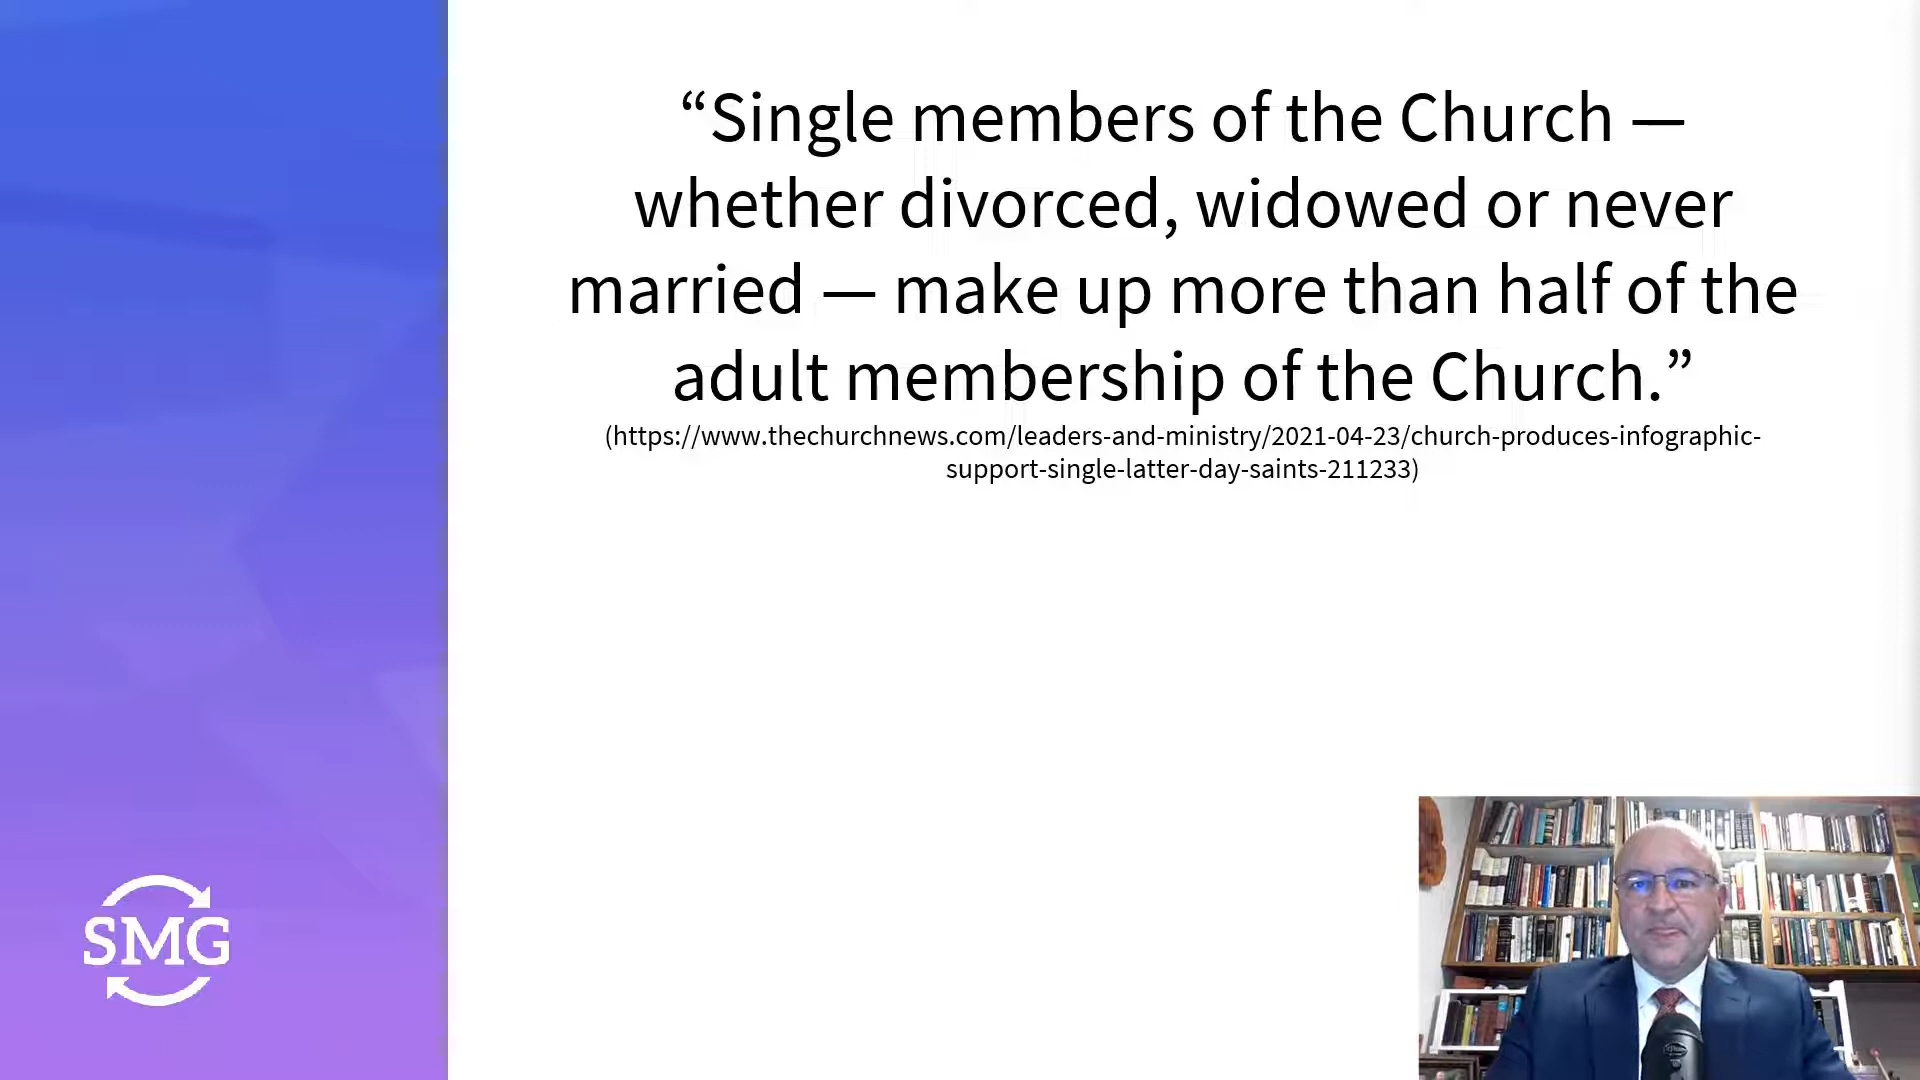 “Single members of the Church —
whether divorced, widowed or never
married — make up more than half of the
adult membership of the Church.”
(https://www.thechurchnews.com/leaders-and-ministry/2021-04-23/church-produces-infographic-
support-single-latter-day-saints-211233)
SMG